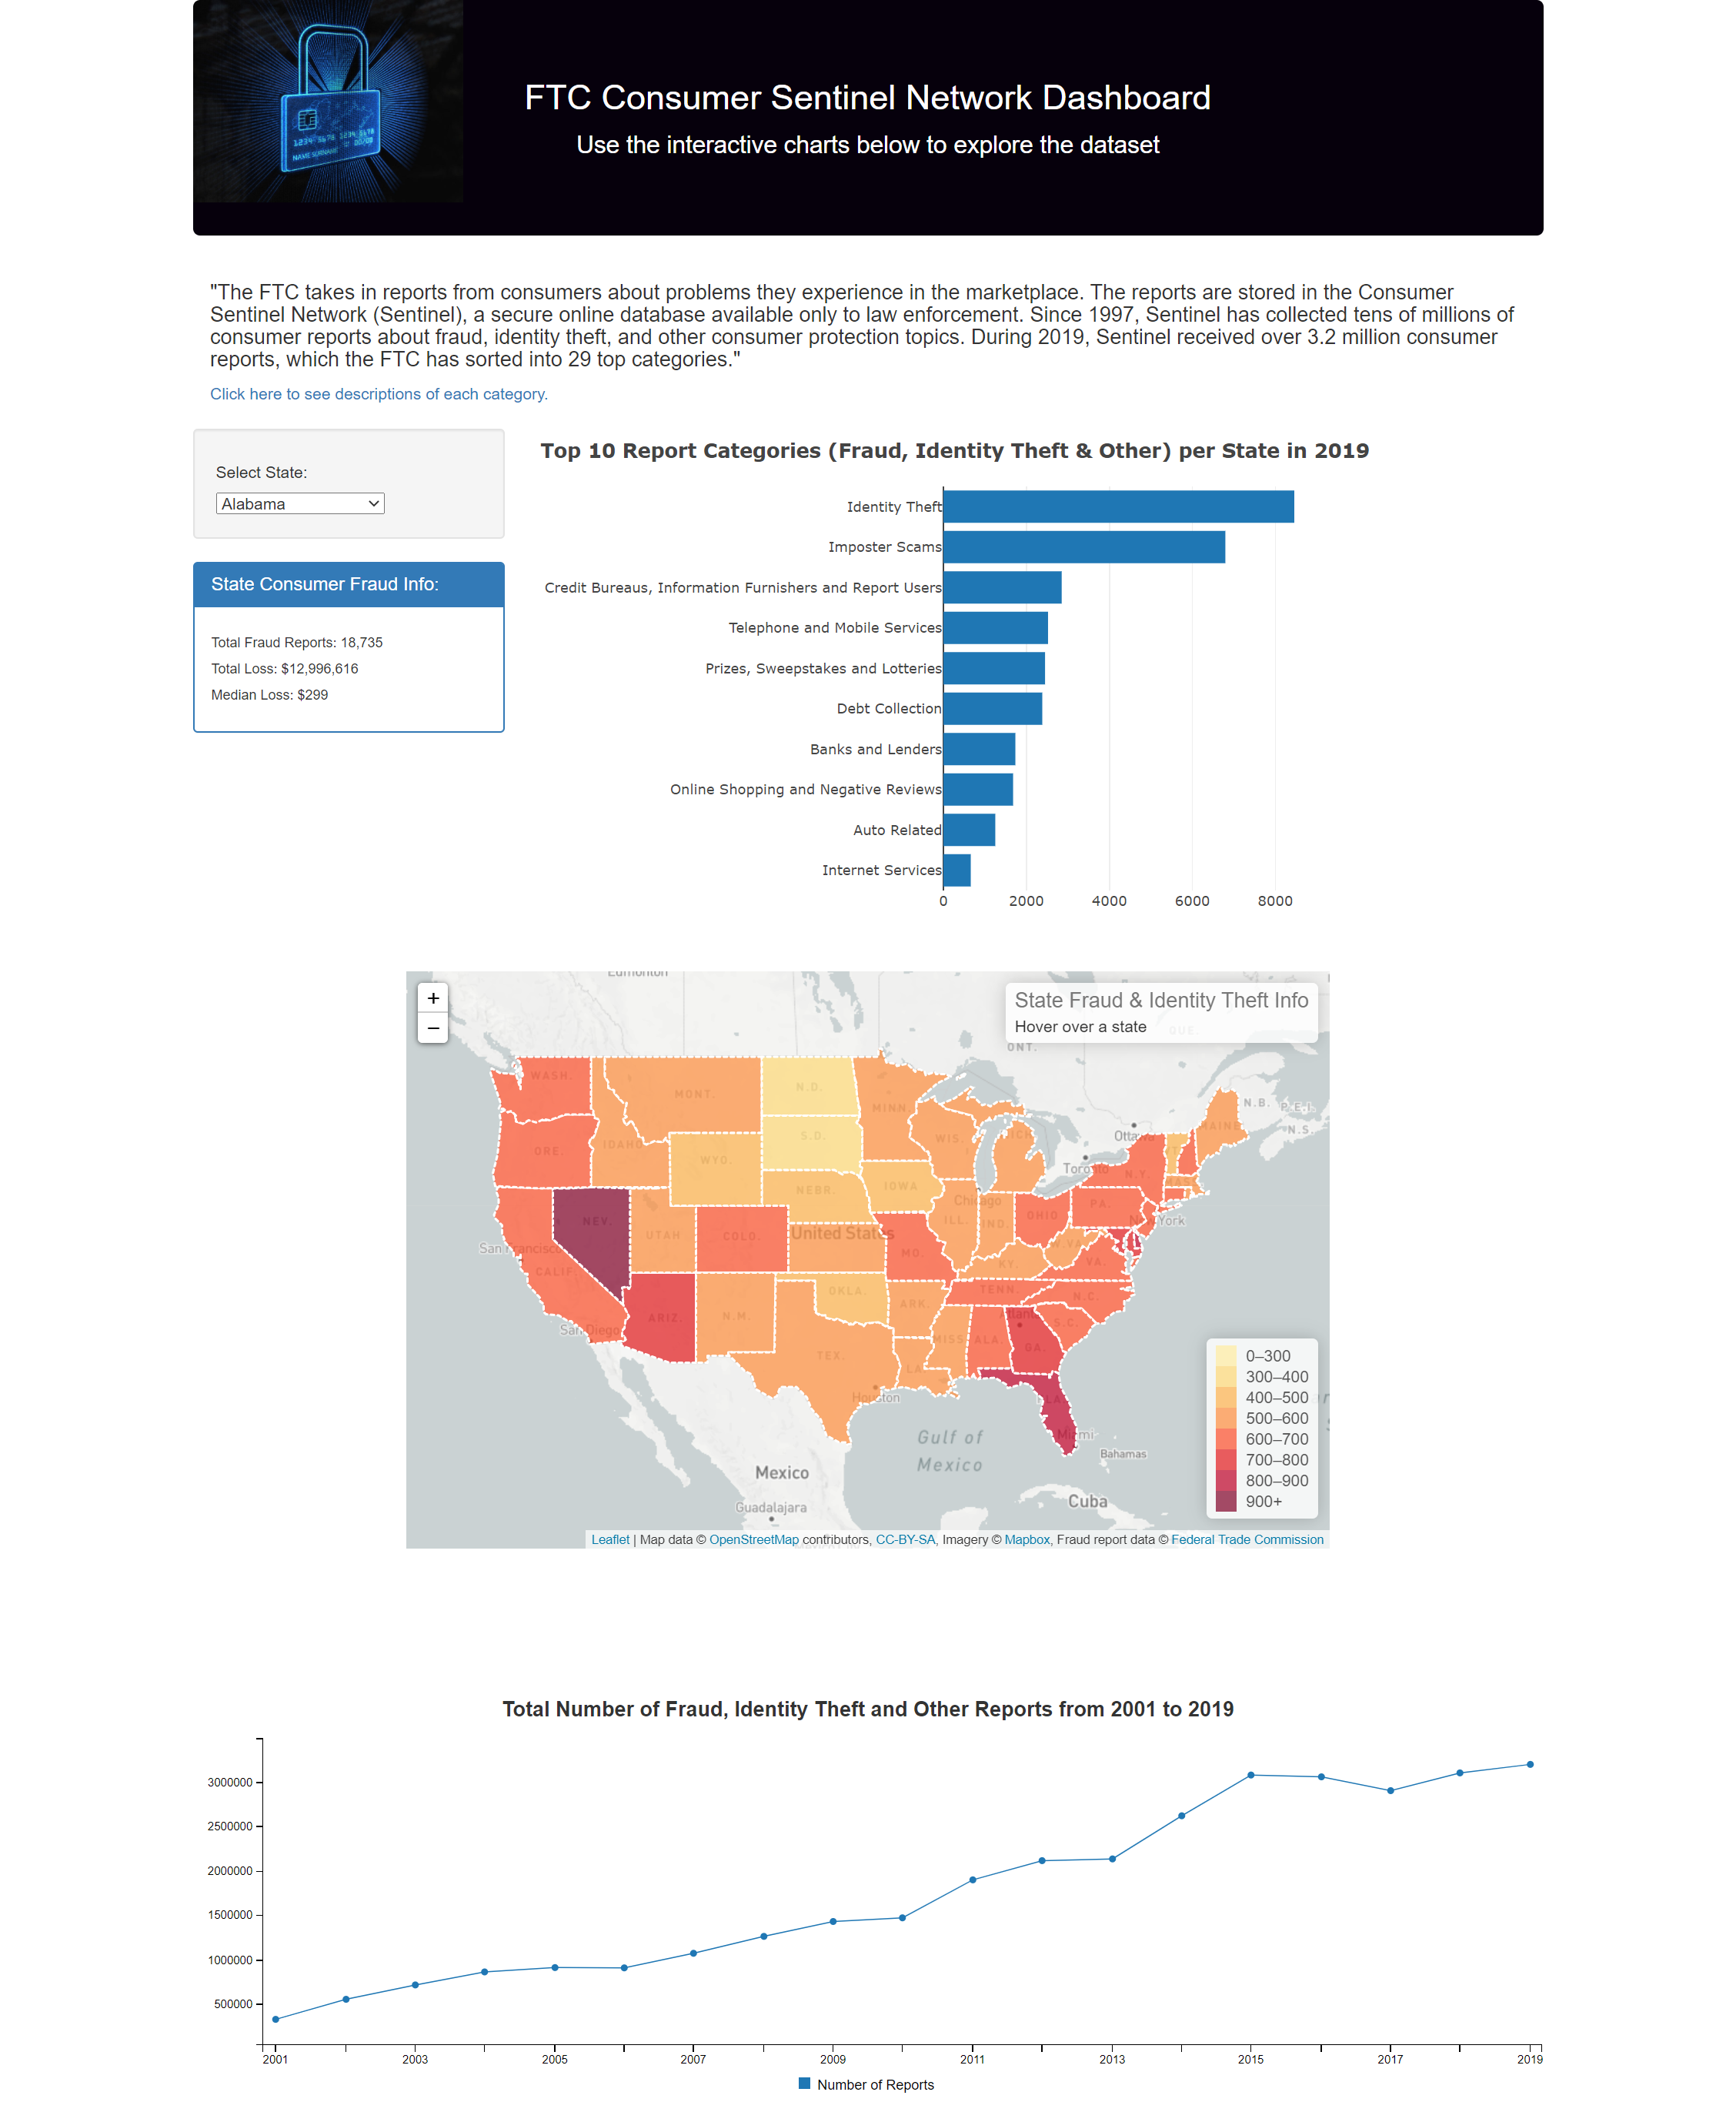 1234 5678 1234 5678
00/00
NAME SURNAME
FTC Consumer Sentinel Network Dashboard
Use the interactive charts below to explore the dataset
"The FTC takes in reports from consumers about problems they experience in the marketplace. The reports are stored in the Consumer
Sentinel Network (Sentinel), a secure online database available only to law enforcement. Since 1997, Sentinel has collected tens of millions of
consumer reports about fraud, identity theft, and other consumer protection topics. During 2019, Sentinel received over 3.2 million consumer
reports, which the FTC has sorted into 29 top categories."
Click here to see descriptions of each category.
Select State:
Alabama
State Consumer Fraud Info:
Total Fraud Reports: 18,735
Total Loss: $12,996,616
Median Loss: $299
Top 10 Report Categories (Fraud, Identity Theft & Other) per State in 2019
Identity Theft
Imposter Scams
Credit Bureaus, Information Furnishers and Report Users
Telephone and Mobile Services
Prizes, Sweepstakes and Lotteries
Debt Collection
Banks and Lenders
Online Shopping and Negative Reviews
Auto Related
Internet Services
0 2000 4000 6000 8000
Edmonton
+
−
State Fraud & Identity Theft Info
Hover over a state
QUE.
ONT.
WASH.
MONT.
N.D.
MINN.
N.B. P.E.I.
N.S.
MAINE
Ottawa
ORE.
IDAHO
S.D.
WIS.
MICH.
Toronto
N.Y.
MASS
WYO.
IOWA
NEBR.
Chicago
PA.
New York
NEV.
UTAH
COLO.
United States
ILL.
IND.
OHIO
W.VA.
VA.
San Francisco
CALIF.
MO.
KY.
TENN.
N.C.
San Diego
ARIZ.
N.M.
OKLA.
ARK.
Atlanta
S.C.
MISS.
ALA.
GA.
TEX.
LA.
Houston
FLA.
Miami
Gulf of
Mexico
Bahamas
Mexico
Cuba
Guadalajara
0–300
300–400
400–500
500–600
600–700
700–800
800–900
900+
Leaflet | Map data © OpenStreetMap contributors, CC-BY-SA, Imagery © Mapbox, Fraud report data © Federal Trade Commission
Total Number of Fraud, Identity Theft and Other Reports from 2001 to 2019
3000000
2500000
2000000
1500000
1000000
500000
2001 2003 2005 2007 2009 2011 2013 2015 2017 2019
Number of Reports